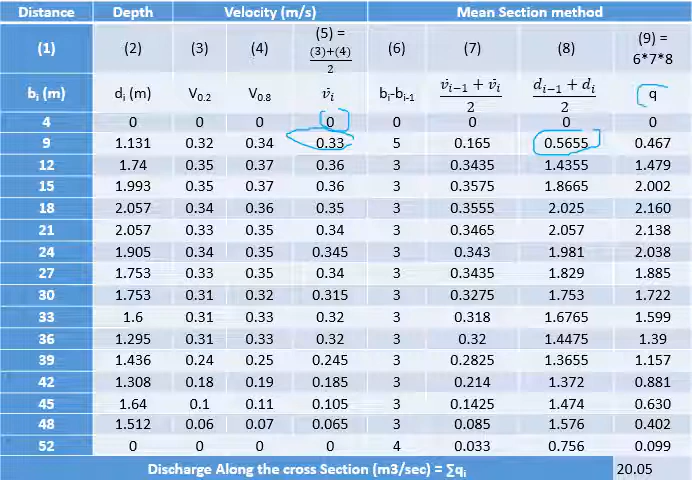 Distance Depth Velocity (m/s) Mean Section method
(1) (2) (3) (4) (5) = (3)+(4) / 2 (6) (7) (8) (9) = 6*7*8
bᵢ (m) dᵢ (m) V₀.₂ V₀.₈ v̄ᵢ bᵢ-bᵢ₋₁ v̄ᵢ₋₁ + v̄ᵢ / 2 dᵢ₋₁ + dᵢ / 2 q
4 0 0 0 0 0 0 0 0
9 1.131 0.32 0.34 0.33 5 0.165 0.5655 0.467
12 1.74 0.35 0.37 0.36 3 0.3435 1.4355 1.479
15 1.993 0.35 0.37 0.36 3 0.3575 1.8665 2.002
18 2.057 0.34 0.36 0.35 3 0.3555 2.025 2.160
21 2.057 0.33 0.35 0.34 3 0.3465 2.057 2.138
24 1.905 0.34 0.35 0.345 3 0.343 1.981 2.038
27 1.753 0.33 0.35 0.34 3 0.3435 1.829 1.885
30 1.753 0.31 0.32 0.315 3 0.3275 1.753 1.722
33 1.6 0.31 0.33 0.32 3 0.318 1.6765 1.599
36 1.295 0.31 0.33 0.32 3 0.32 1.4475 1.39
39 1.436 0.24 0.25 0.245 3 0.2825 1.3655 1.157
42 1.308 0.18 0.19 0.185 3 0.214 1.372 0.881
45 1.64 0.1 0.11 0.105 3 0.1425 1.474 0.630
48 1.512 0.06 0.07 0.065 3 0.085 1.576 0.402
52 0 0 0 0 4 0.033 0.756 0.099
Discharge Along the cross Section (m3/sec) = ∑qᵢ 20.05